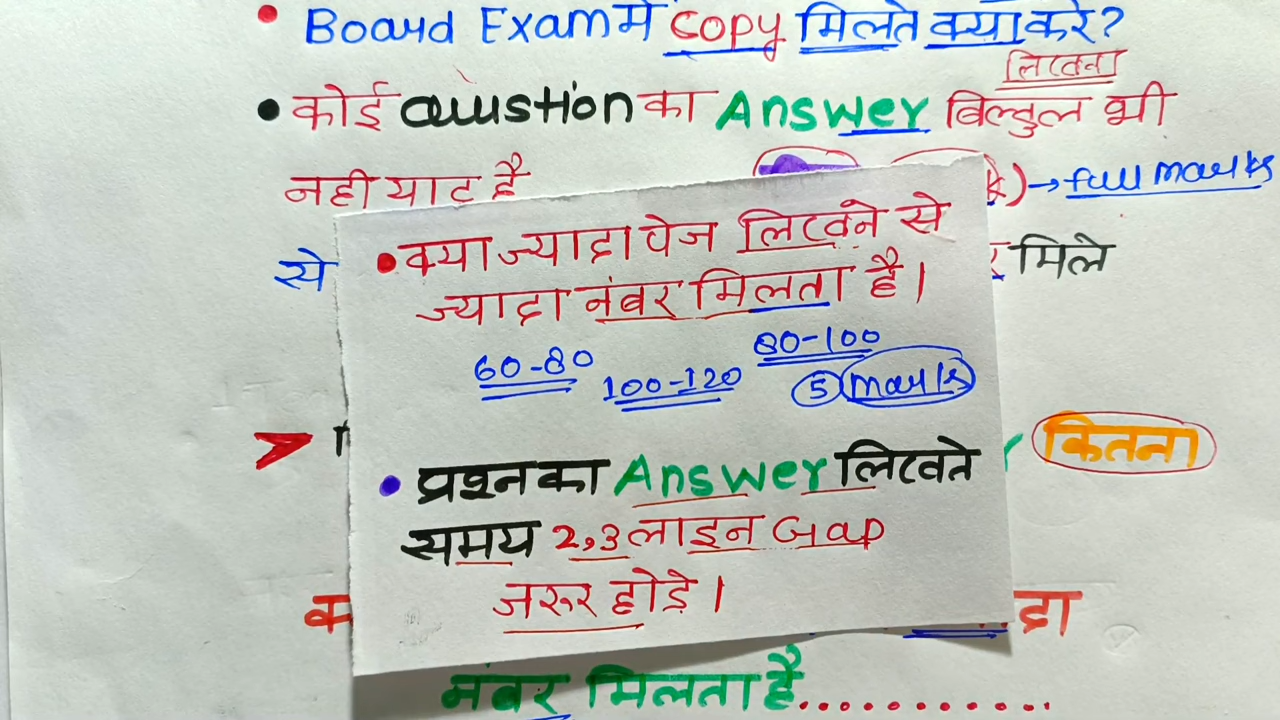 Board Exam में Copy मिलते क्या करे?
लिखना
कोई Question का Answer बिल्कुल भी
नही याद है
→ full marks
क्या ज्यादा पेज लिखने से
ज्यादा नंबर मिलता है।
से
मिले
60-80
100-120
80-100
5 marks
कितना
प्रश्न का Answer लिखते
समय 2,3 लाइन Gap
जरूर छोड़े।
नंबर मिलता है............